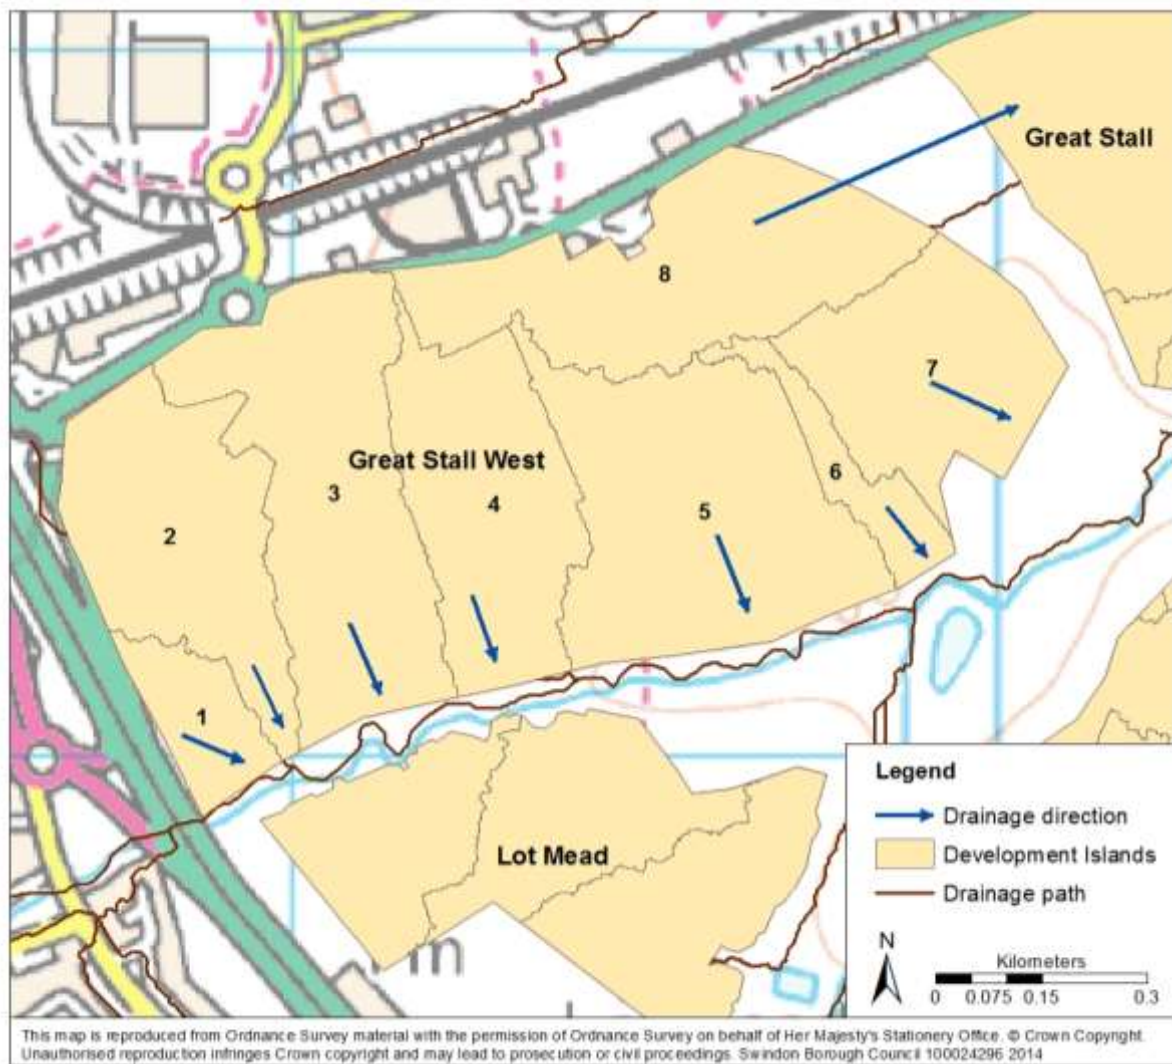 Great Stall
8
7
Great Stall West
6
3
4
5
2
1
Lot Mead
m
Legend
Drainage direction
Development Islands
Drainage path
N
Kilometers
0 0.075 0.15 0.3
This map is reproduced from Ordnance Survey material with the permission of Ordnance Survey on behalf of Her Majesty's Stationery Office. © Crown Copyright.
Unauthorised reproduction infringes Crown copyright and may lead to prosecution or civil proceedings. Swindon Borough Council 100024296 2014